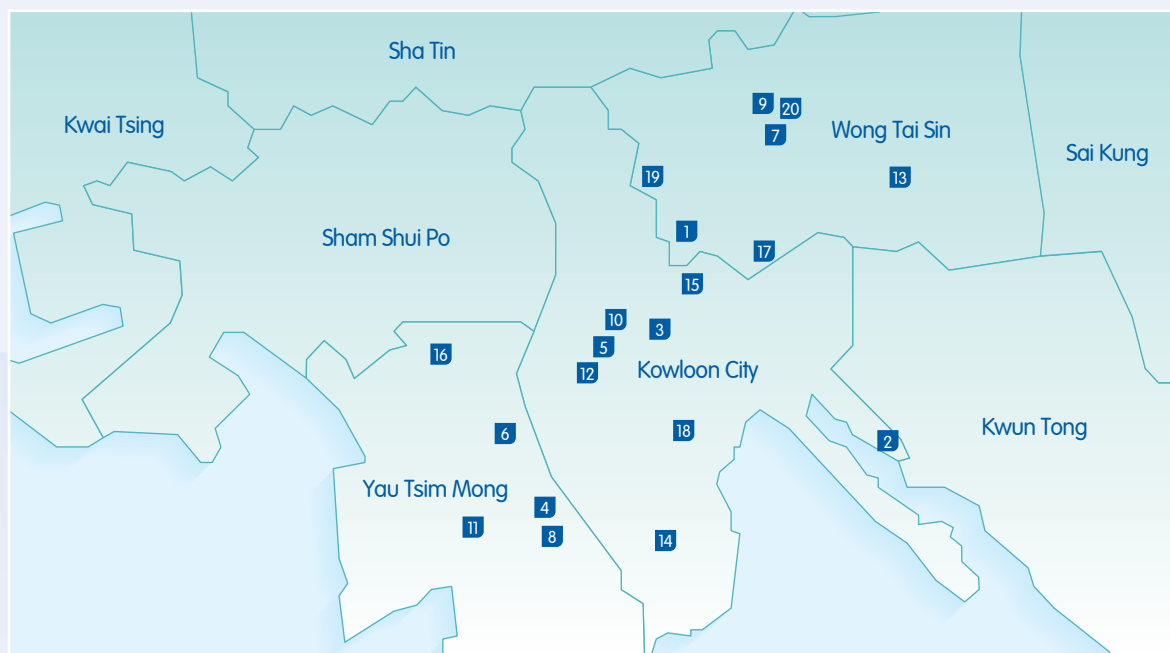 Sha Tin
Kwai Tsing
9
20
7
Wong Tai Sin
Sai Kung
19
13
Sham Shui Po
1
17
15
10
3
5
16
12
Kowloon City
6
18
2
Kwun Tong
Yau Tsim Mong
4
11
8
14